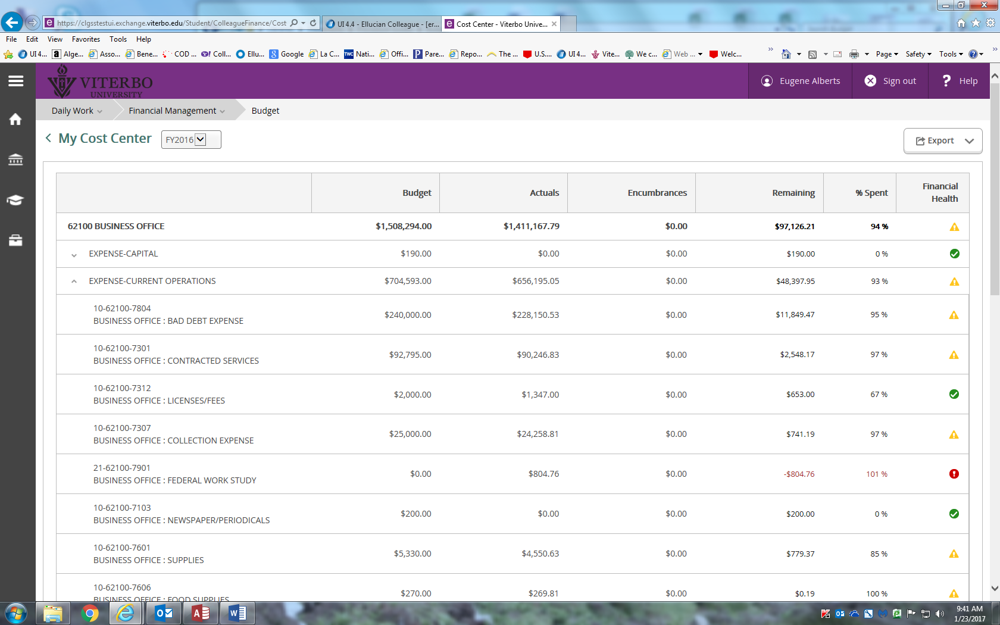 https://clgsstestui.exchange.viterbo.edu/Student/ColleagueFinance/Cost
UI 4.4 - Ellucian Colleague - [er...
Cost Center - Viterbo Unive...
File Edit View Favorites Tools Help
UI 4... Alge... Asso... Bene... COD ... Coll... Ellu... Google La C... Nati... Offi... Pare... Repo... The ... U.S.... UI 4... Vite... We c... Web ... Welc... Page Safety Tools
VITERBO
UNIVERSITY
Eugene Alberts Sign out Help
Daily Work Financial Management Budget
My Cost Center FY2016 Export
Budget Actuals Encumbrances Remaining % Spent Financial Health
62100 BUSINESS OFFICE $1,508,294.00 $1,411,167.79 $0.00 $97,126.21 94 %
EXPENSE-CAPITAL $190.00 $0.00 $0.00 $190.00 0 %
EXPENSE-CURRENT OPERATIONS $704,593.00 $656,195.05 $0.00 $48,397.95 93 %
10-62100-7804
BUSINESS OFFICE : BAD DEBT EXPENSE $240,000.00 $228,150.53 $0.00 $11,849.47 95 %
10-62100-7301
BUSINESS OFFICE : CONTRACTED SERVICES $92,795.00 $90,246.83 $0.00 $2,548.17 97 %
10-62100-7312
BUSINESS OFFICE : LICENSES/FEES $2,000.00 $1,347.00 $0.00 $653.00 67 %
10-62100-7307
BUSINESS OFFICE : COLLECTION EXPENSE $25,000.00 $24,258.81 $0.00 $741.19 97 %
21-62100-7901
BUSINESS OFFICE : FEDERAL WORK STUDY $0.00 $804.76 $0.00 -$804.76 101 %
10-62100-7103
BUSINESS OFFICE : NEWSPAPER/PERIODICALS $200.00 $0.00 $0.00 $200.00 0 %
10-62100-7601
BUSINESS OFFICE : SUPPLIES $5,330.00 $4,550.63 $0.00 $779.37 85 %
10-62100-7606
BUSINESS OFFICE : FOOD SUPPLIES $270.00 $269.81 $0.00 $0.19 100 %
9:41 AM
1/23/2017